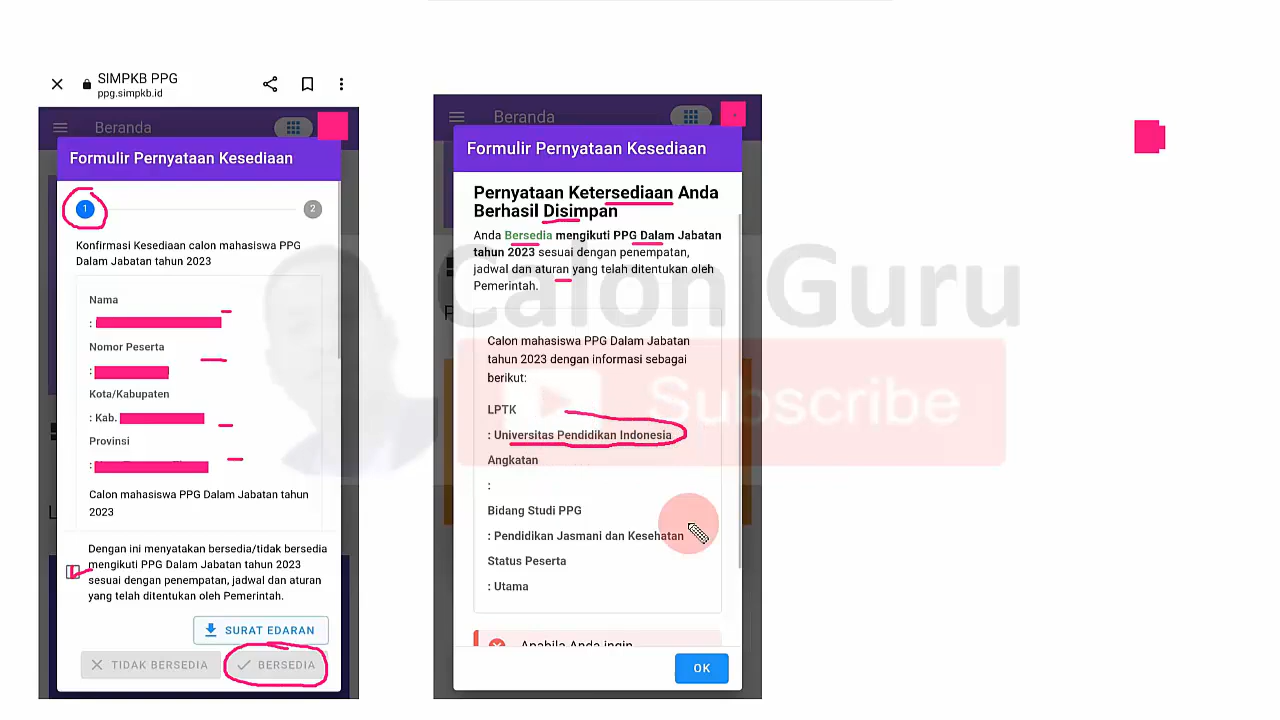 SIMPKB PPG
ppg.simpkb.id
Beranda
Formulir Pernyataan Kesediaan
1
2
Konfirmasi Kesediaan calon mahasiswa PPG
Dalam Jabatan tahun 2023
Nama
:
Nomor Peserta
:
Kota/Kabupaten
: Kab.
Provinsi
:
Calon mahasiswa PPG Dalam Jabatan tahun
2023
Dengan ini menyatakan bersedia/tidak bersedia
mengikuti PPG Dalam Jabatan tahun 2023
sesuai dengan penempatan, jadwal dan aturan
yang telah ditentukan oleh Pemerintah.
SURAT EDARAN
TIDAK BERSEDIA
BERSEDIA
Beranda
Formulir Pernyataan Kesediaan
Pernyataan Ketersediaan Anda
Berhasil Disimpan
Anda Bersedia mengikuti PPG Dalam Jabatan
tahun 2023 sesuai dengan penempatan,
jadwal dan aturan yang telah ditentukan oleh
Pemerintah.
Calon mahasiswa PPG Dalam Jabatan
tahun 2023 dengan informasi sebagai
berikut:
LPTK
: Universitas Pendidikan Indonesia
Angkatan
:
Bidang Studi PPG
: Pendidikan Jasmani dan Kesehatan
Status Peserta
: Utama
Apabila Anda ingin
OK
Calon Guru
Subscribe